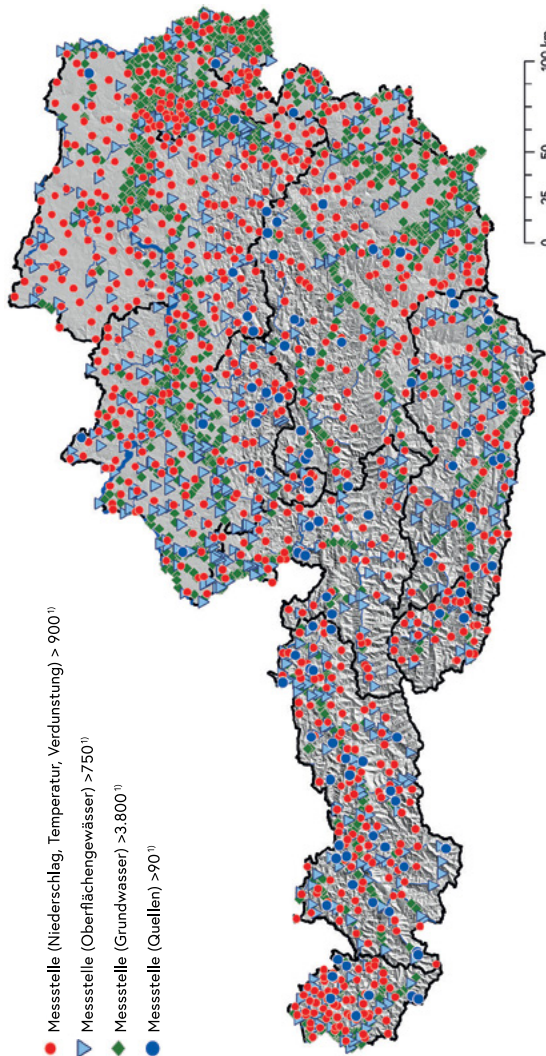 Messstelle (Niederschlag, Temperatur, Verdunstung) > 900¹⁾
Messstelle (Oberflächengewässer) >750¹⁾
Messstelle (Grundwasser) >3.800¹⁾
Messstelle (Quellen) >90¹⁾
0 25 50 100 km